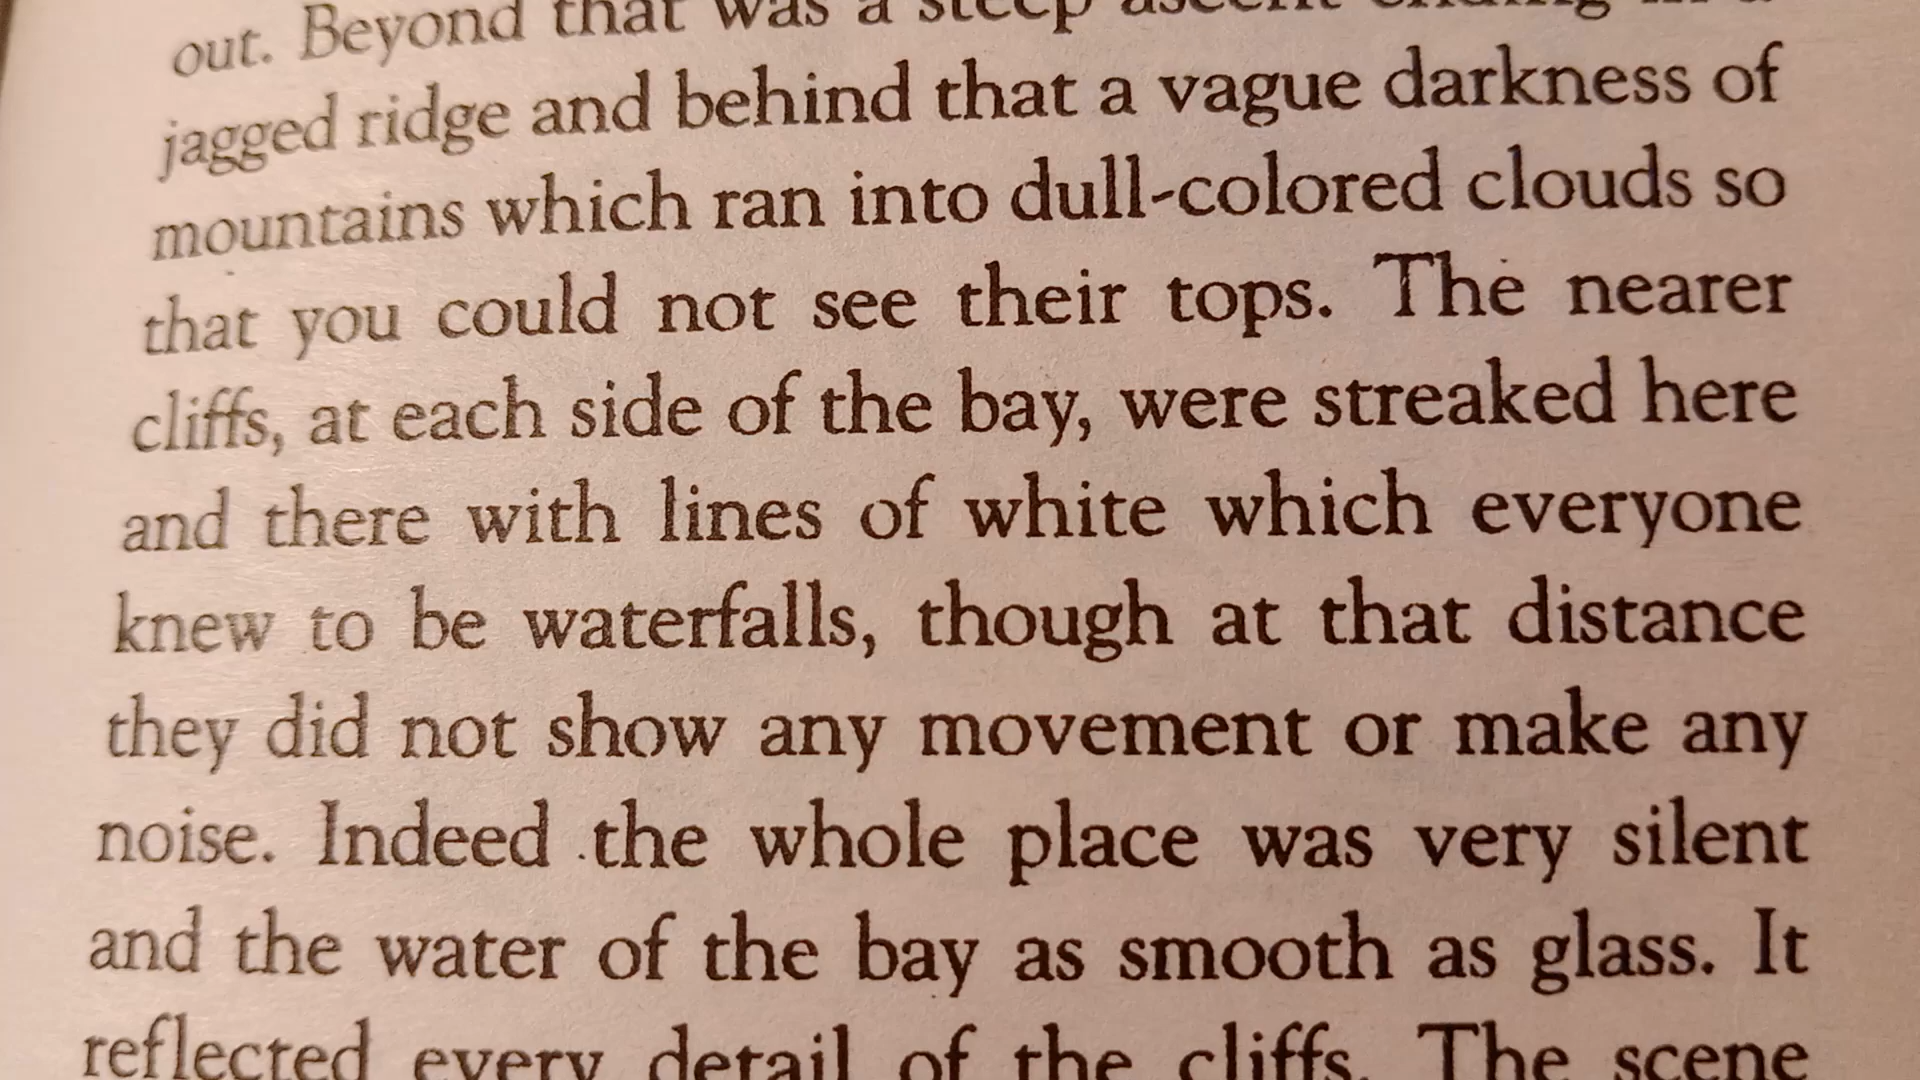 out. Beyond that was a steep ascent ending in a
jagged ridge and behind that a vague darkness of
mountains which ran into dull-colored clouds so
that you could not see their tops. The nearer
cliffs, at each side of the bay, were streaked here
and there with lines of white which everyone
knew to be waterfalls, though at that distance
they did not show any movement or make any
noise. Indeed the whole place was very silent
and the water of the bay as smooth as glass. It
reflected every detail of the cliffs. The scene